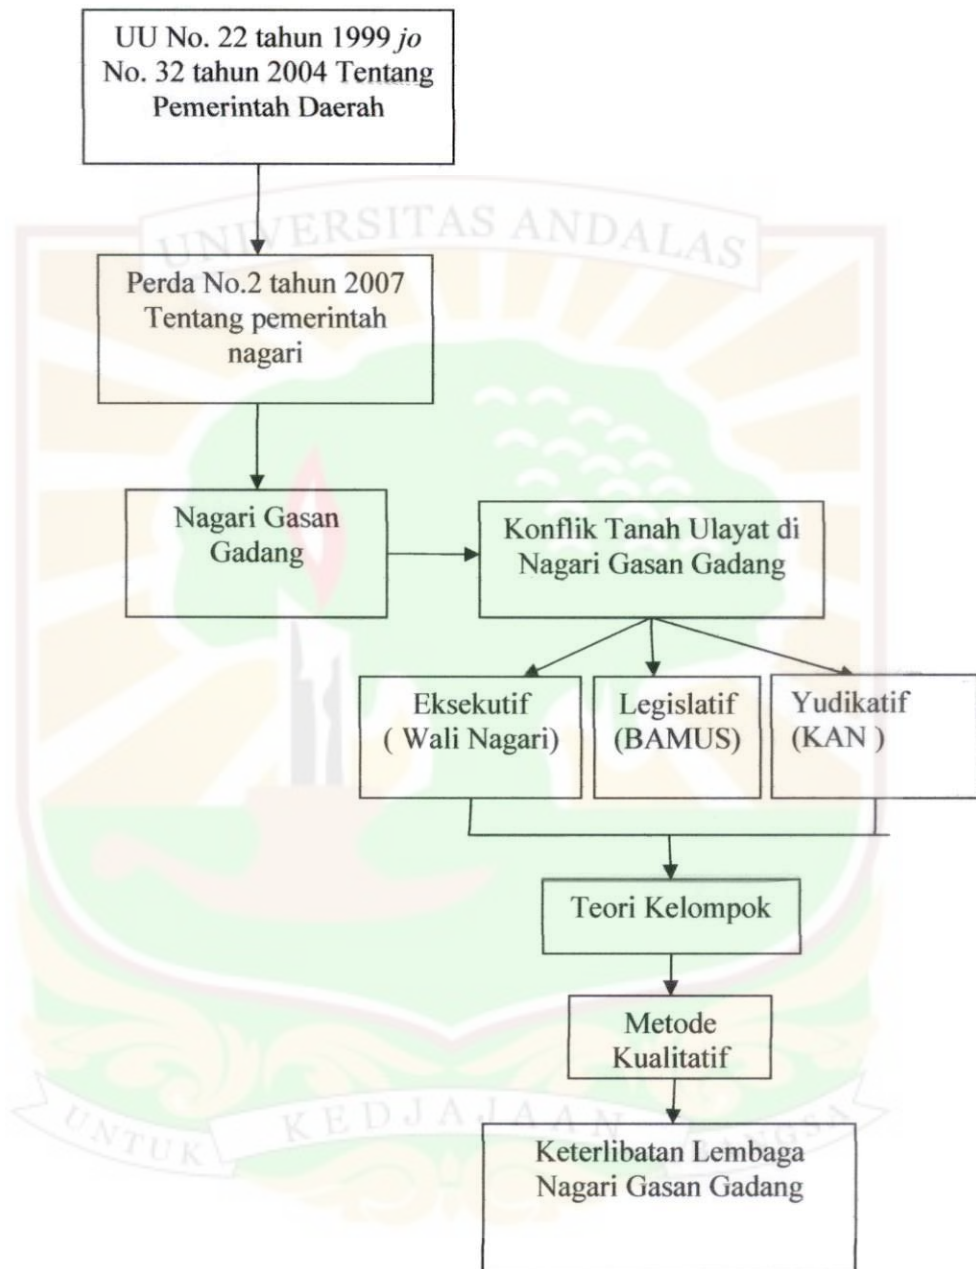 UU No. 22 tahun 1999 jo
No. 32 tahun 2004 Tentang
Pemerintah Daerah
UNIVERSITAS ANDALAS
Perda No.2 tahun 2007
Tentang pemerintah
nagari
Nagari Gasan
Gadang
Konflik Tanah Ulayat di
Nagari Gasan Gadang
Eksekutif
( Wali Nagari)
Legislatif
(BAMUS)
Yudikatif
(KAN )
Teori Kelompok
Metode
Kualitatif
UNTUK KEDJAJAAN BANGSA
Keterlibatan Lembaga
Nagari Gasan Gadang